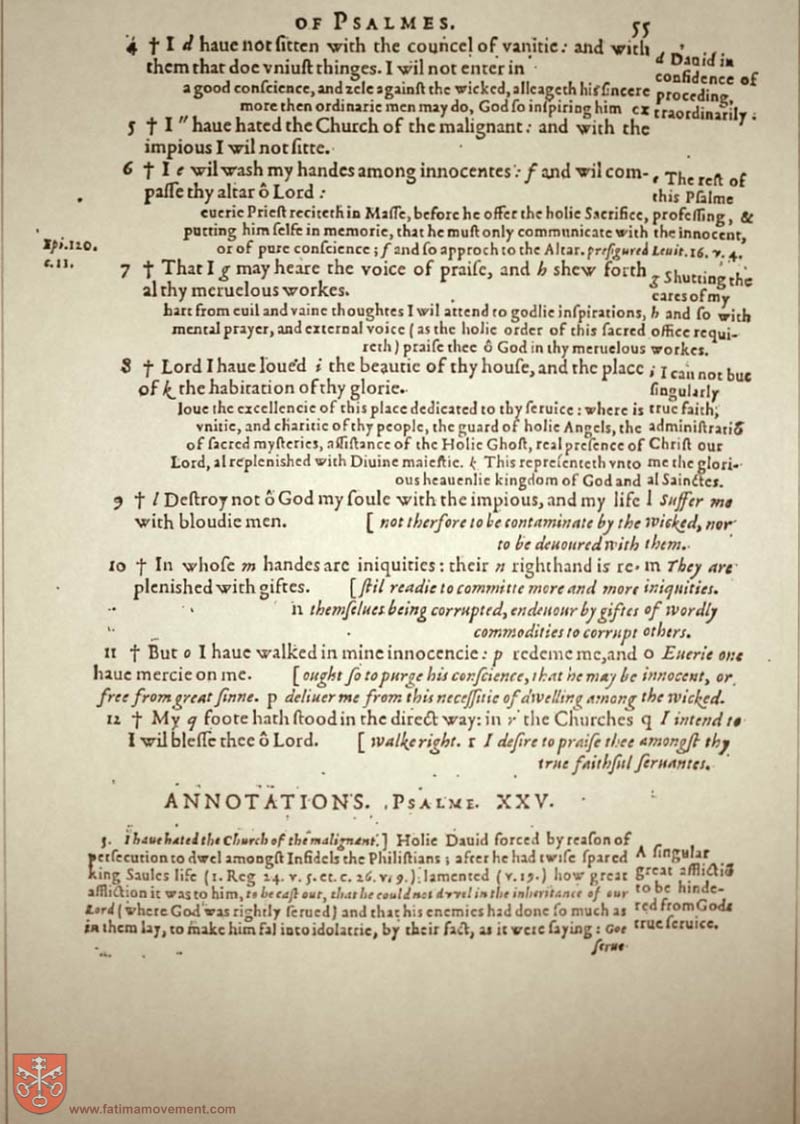 OF PSALMES. 55
4 † I d haue not ſitten with the councel of vanitie: and with
them that doe vniuſt thinges. I wil not enter in d Dauid in confidence of
a good conſcience, and zele againſt the wicked, alleageth his ſincere proceding,
more then ordinarie men may do, God ſo inſpiring him extraordinarily:
5 † I " haue hated the Church of the malignant: and with the
impious I wil not ſitte.
6 † I e wil waſh my handes among innocentes: f and wil com- e The reſt of
paſſe thy altar ô Lord: this Pſalme
euerie Prieſt reciteth in Maſſe, before he offer the holie Sacrifice, profeſſing, &
putting him ſelfe in memorie, that he muſt only communicate with the innocent,
or of pure conſcience; f and ſo approch to the Altar. prefigured Leuit. 16. v. 4.
c. 11.
7 † That I g may heare the voice of praiſe, and h shew forth g Shutting the
al thy meruelous workes. eares of my
hart from euil and vaine thoughtes I wil attend to godlie inſpirations, h and ſo with
mental prayer, and external voice (as the holie order of this ſacred office requi-
reth) praiſe thee ô God in thy meruelous workes.
8 † Lord I haue loued i the beautie of thy houſe, and the place i I can not but
of k the habitation of thy glorie. ſingularly
loue the excellencie of this place dedicated to thy ſeruice: where is true faith,
vnitie, and charitie of thy people, the guard of holie Angels, the adminiſtratiõ
of ſacred myſteries, aſſiſtance of the Holie Ghoſt, real preſence of Chriſt our
Lord, al repleniſhed with Diuine maieſtie. k This repreſenteth vnto me the glori-
ous heauenlie kingdom of God and al Sainctes.
9 † l Deſtroy not ô God my ſoule with the impious, and my life l Suffer me
with bloudie men. [ not therfore to be contaminate by the wicked, nor
to be deuoured with them.
10 † In whoſe m handes are iniquities: their n righthand is re- m They are
pleniſhed with giftes. [ſtil readie to committe more and more iniquities.
n themſelues being corrupted, endeuour by giftes of wordly
commodities to corrupt others.
11 † But o I haue walked in mine innocencie: p redeme me, and o Euerie one
haue mercie on me. [ought ſo to purge his conſcience, that he may be innocent, or
free from great ſinne. p deliuer me from this neceſſitie of dwelling among the wicked.
12 † My q foote hath ſtood in the direct way: in r the Churches q I intend to
I wil bleſſe thee ô Lord. [ walke right. r I deſire to praiſe thee amongſt thy
true faithful ſeruantes.
ANNOTATIONS. PSALME. XXV.
5. I haue hated the Church of the malignant.] Holie Dauid forced by reaſon of
perſecution to dwel amongſt Infidels the Philiſtians; after he had twiſe ſpared A ſingular
king Saules life (1. Reg 24. v. 5. et. c. 26. v. 9.) lamented (v. 19.) how great great afflictiõ
affliction it was to him, to be caſt out, that he could not dwel in the inheritance of our to be hinde-
Lord (where God was rightly ſerued) and that his enemies had done ſo much as red from Gods
in them lay, to make him fal into idolatrie, by their fact, as it were ſaying: Goe true ſeruice.
ſerue
www.fatimamovement.com